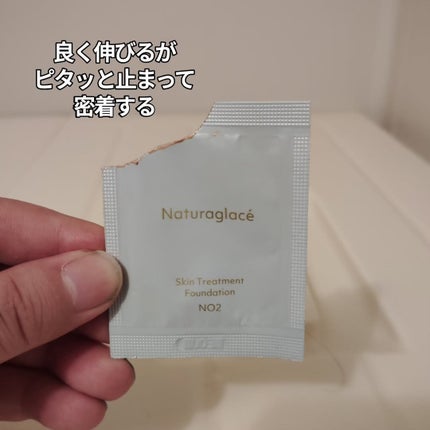 良く伸びるが
ピタッと止まって
密着する
Naturaglacé
Skin Treatment
Foundation
NO2